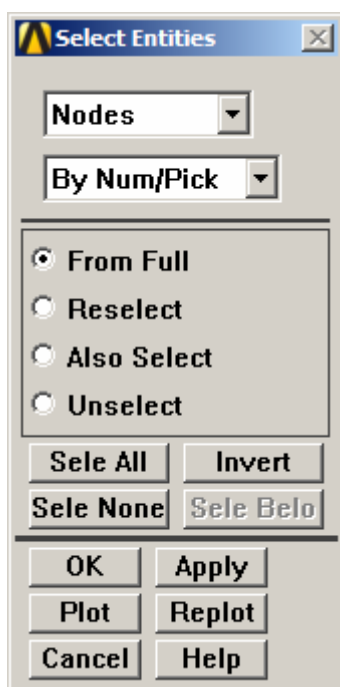 Select Entities
Nodes
By Num/Pick
From Full
Reselect
Also Select
Unselect
Sele All Invert
Sele None Sele Belo
OK Apply
Plot Replot
Cancel Help